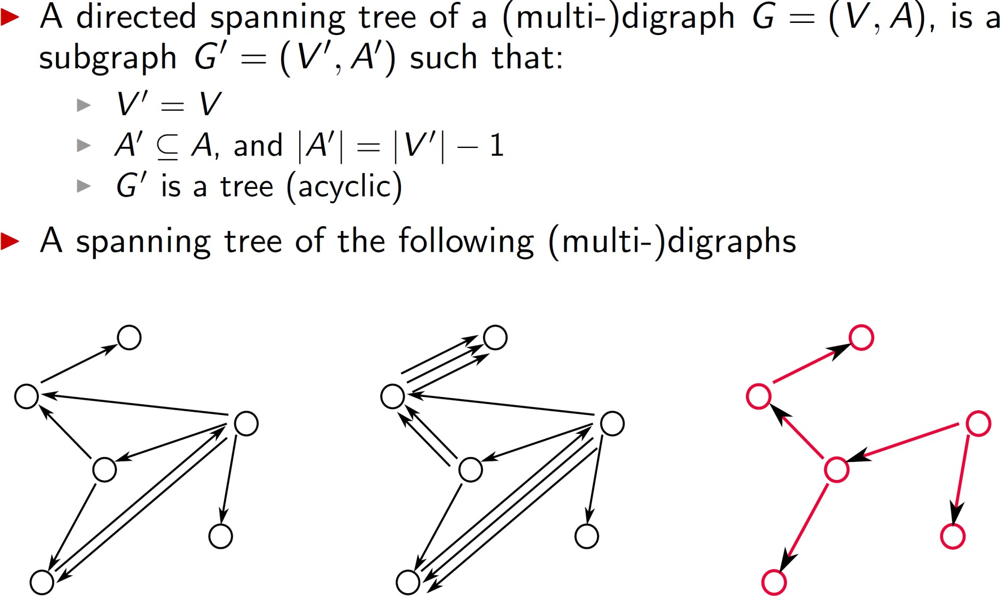 A directed spanning tree of a (multi-)digraph G = (V, A), is a
subgraph G′ = (V′, A′) such that:
V′ = V
A′ ⊆ A, and |A′| = |V′| − 1
G′ is a tree (acyclic)
A spanning tree of the following (multi-)digraphs